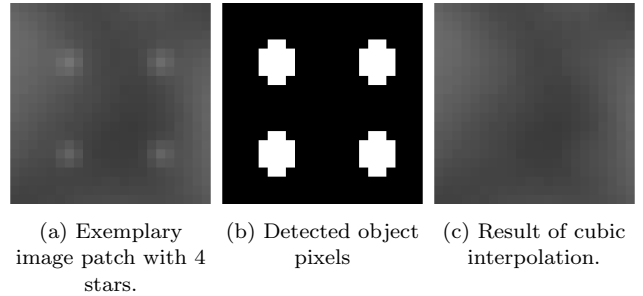 (a) Exemplary
image patch with 4
stars.
(b) Detected object
pixels
(c) Result of cubic
interpolation.